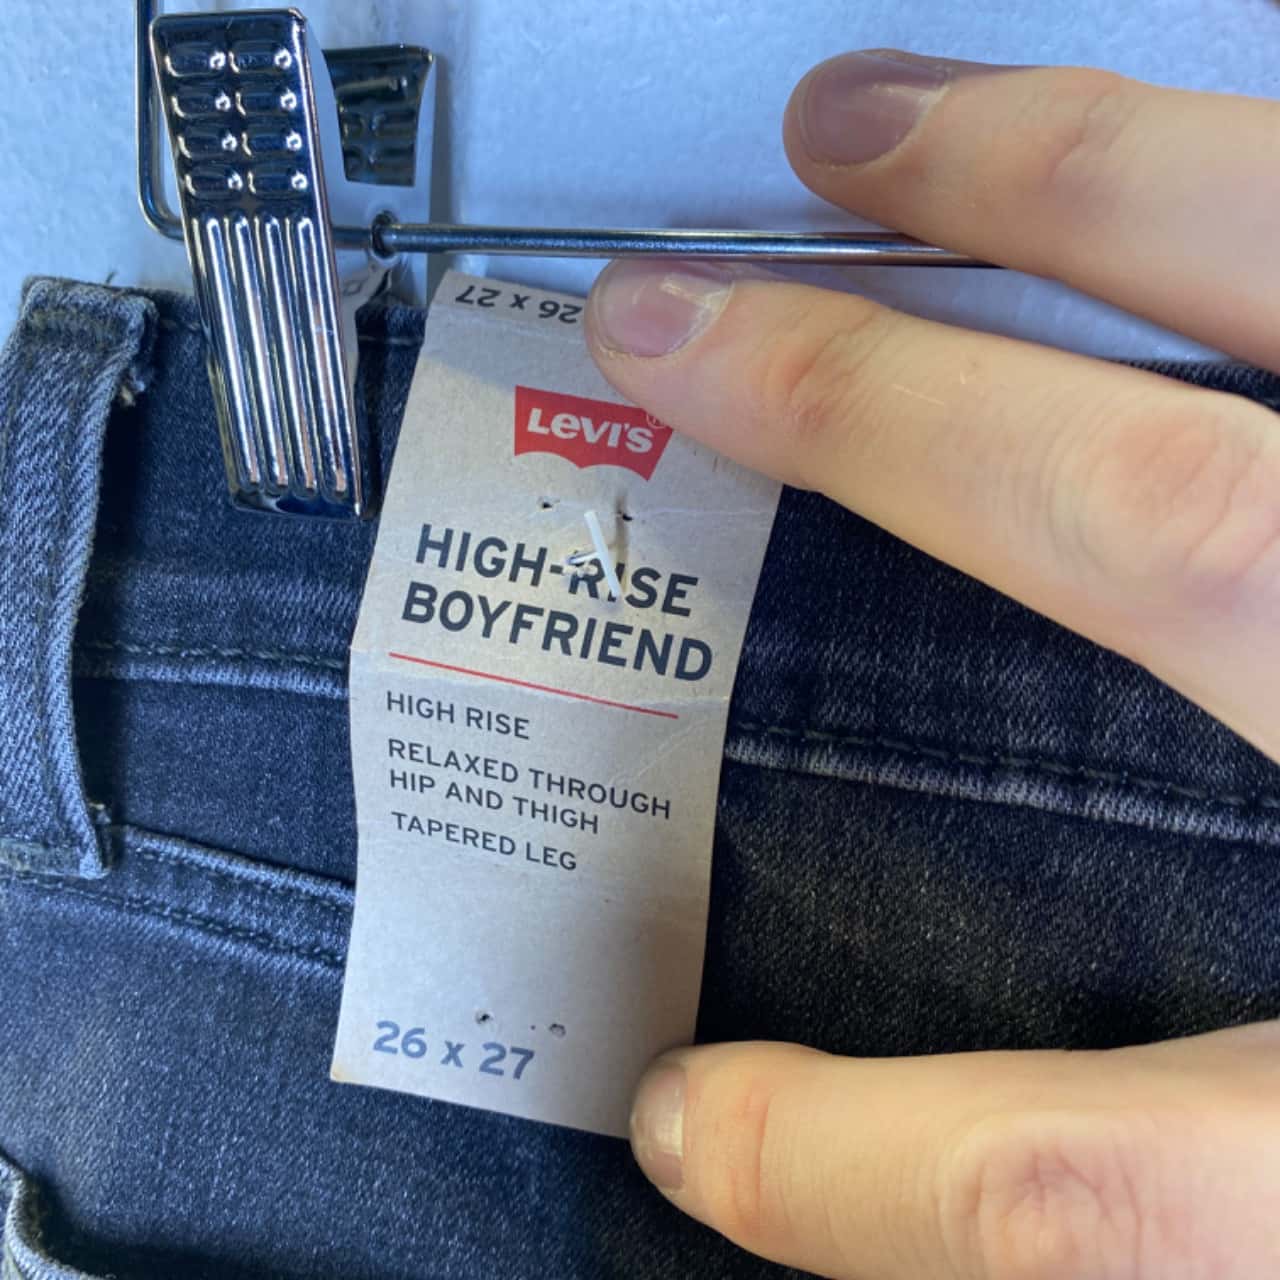 26 x 27
Levi's
HIGH-RISE
BOYFRIEND
HIGH RISE
RELAXED THROUGH
HIP AND THIGH
TAPERED LEG
26 x 27